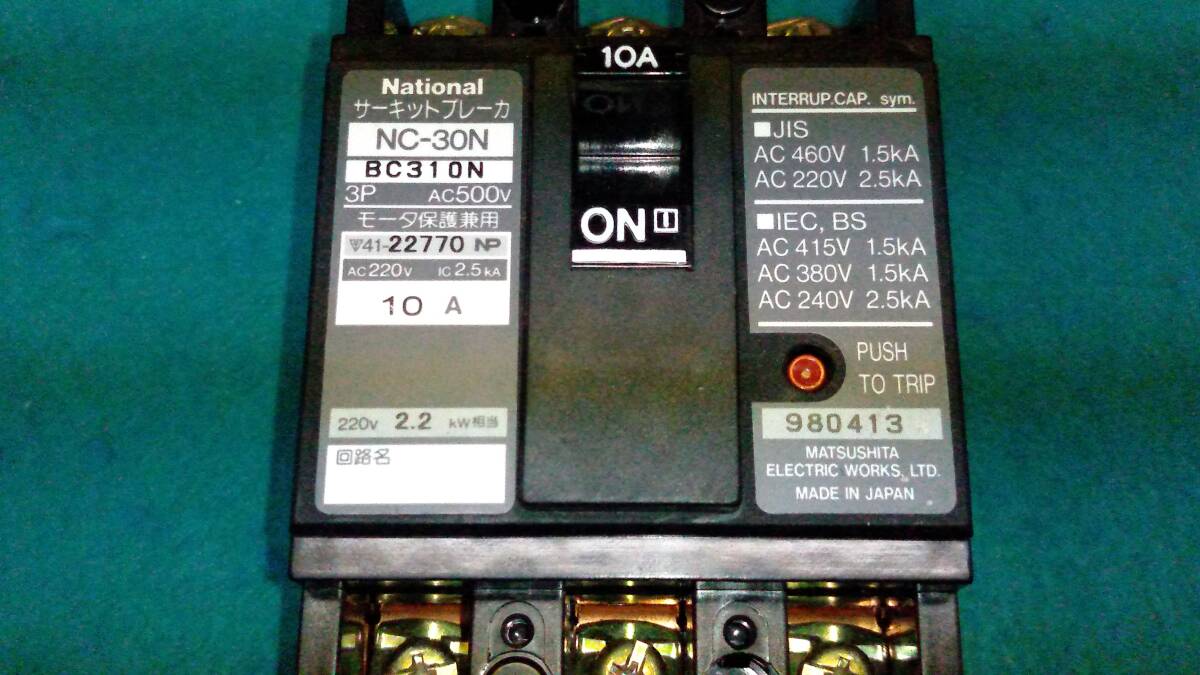 National
サーキットブレーカ
NC-30N
BC310N
3P AC500V
モータ保護兼用
41-22770 NP
AC220V IC2.5kA
10 A
220V 2.2 kW相当
回路名
10A
ON
INTERRUP.CAP. sym.
■JIS
AC 460V 1.5kA
AC 220V 2.5kA
■IEC, BS
AC 415V 1.5kA
AC 380V 1.5kA
AC 240V 2.5kA
PUSH
TO TRIP
980413
MATSUSHITA
ELECTRIC WORKS, LTD.
MADE IN JAPAN